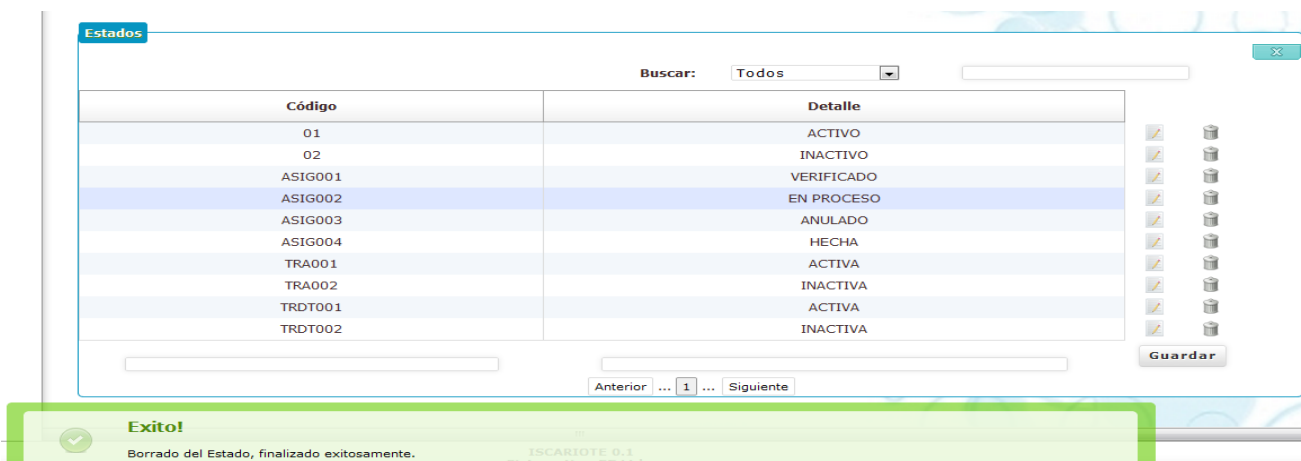 Estados
Buscar: Todos
Código Detalle
01 ACTIVO
02 INACTIVO
ASIG001 VERIFICADO
ASIG002 EN PROCESO
ASIG003 ANULADO
ASIG004 HECHA
TRA001 ACTIVA
TRA002 INACTIVA
TRDT001 ACTIVA
TRDT002 INACTIVA
Guardar
Anterior ... 1 ... Siguiente
Exito!
Borrado del Estado, finalizado exitosamente.
ISCARIOTE 0.1